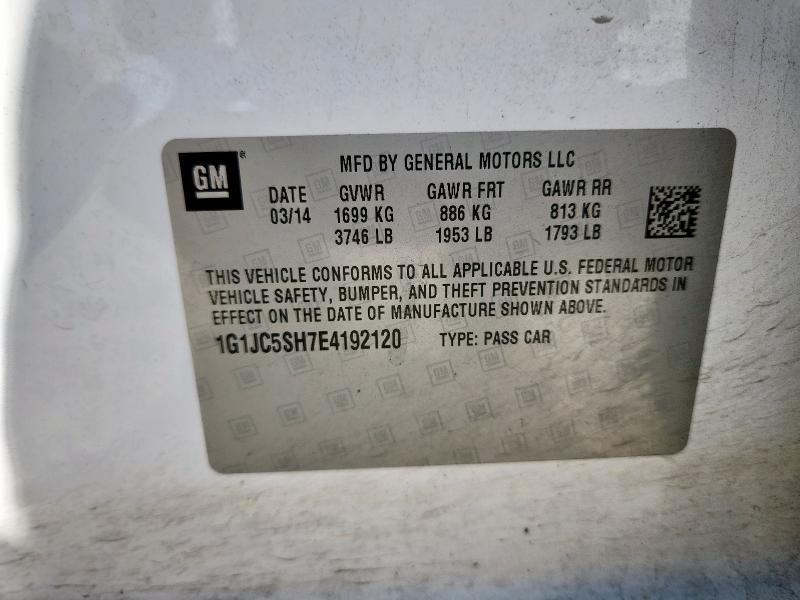 GM®
MFD BY GENERAL MOTORS LLC
DATE GVWR GAWR FRT GAWR RR
03/14 1699 KG 886 KG 813 KG
3746 LB 1953 LB 1793 LB
THIS VEHICLE CONFORMS TO ALL APPLICABLE U.S. FEDERAL MOTOR
VEHICLE SAFETY, BUMPER, AND THEFT PREVENTION STANDARDS IN
EFFECT ON THE DATE OF MANUFACTURE SHOWN ABOVE.
1G1JC5SH7E4192120 TYPE: PASS CAR